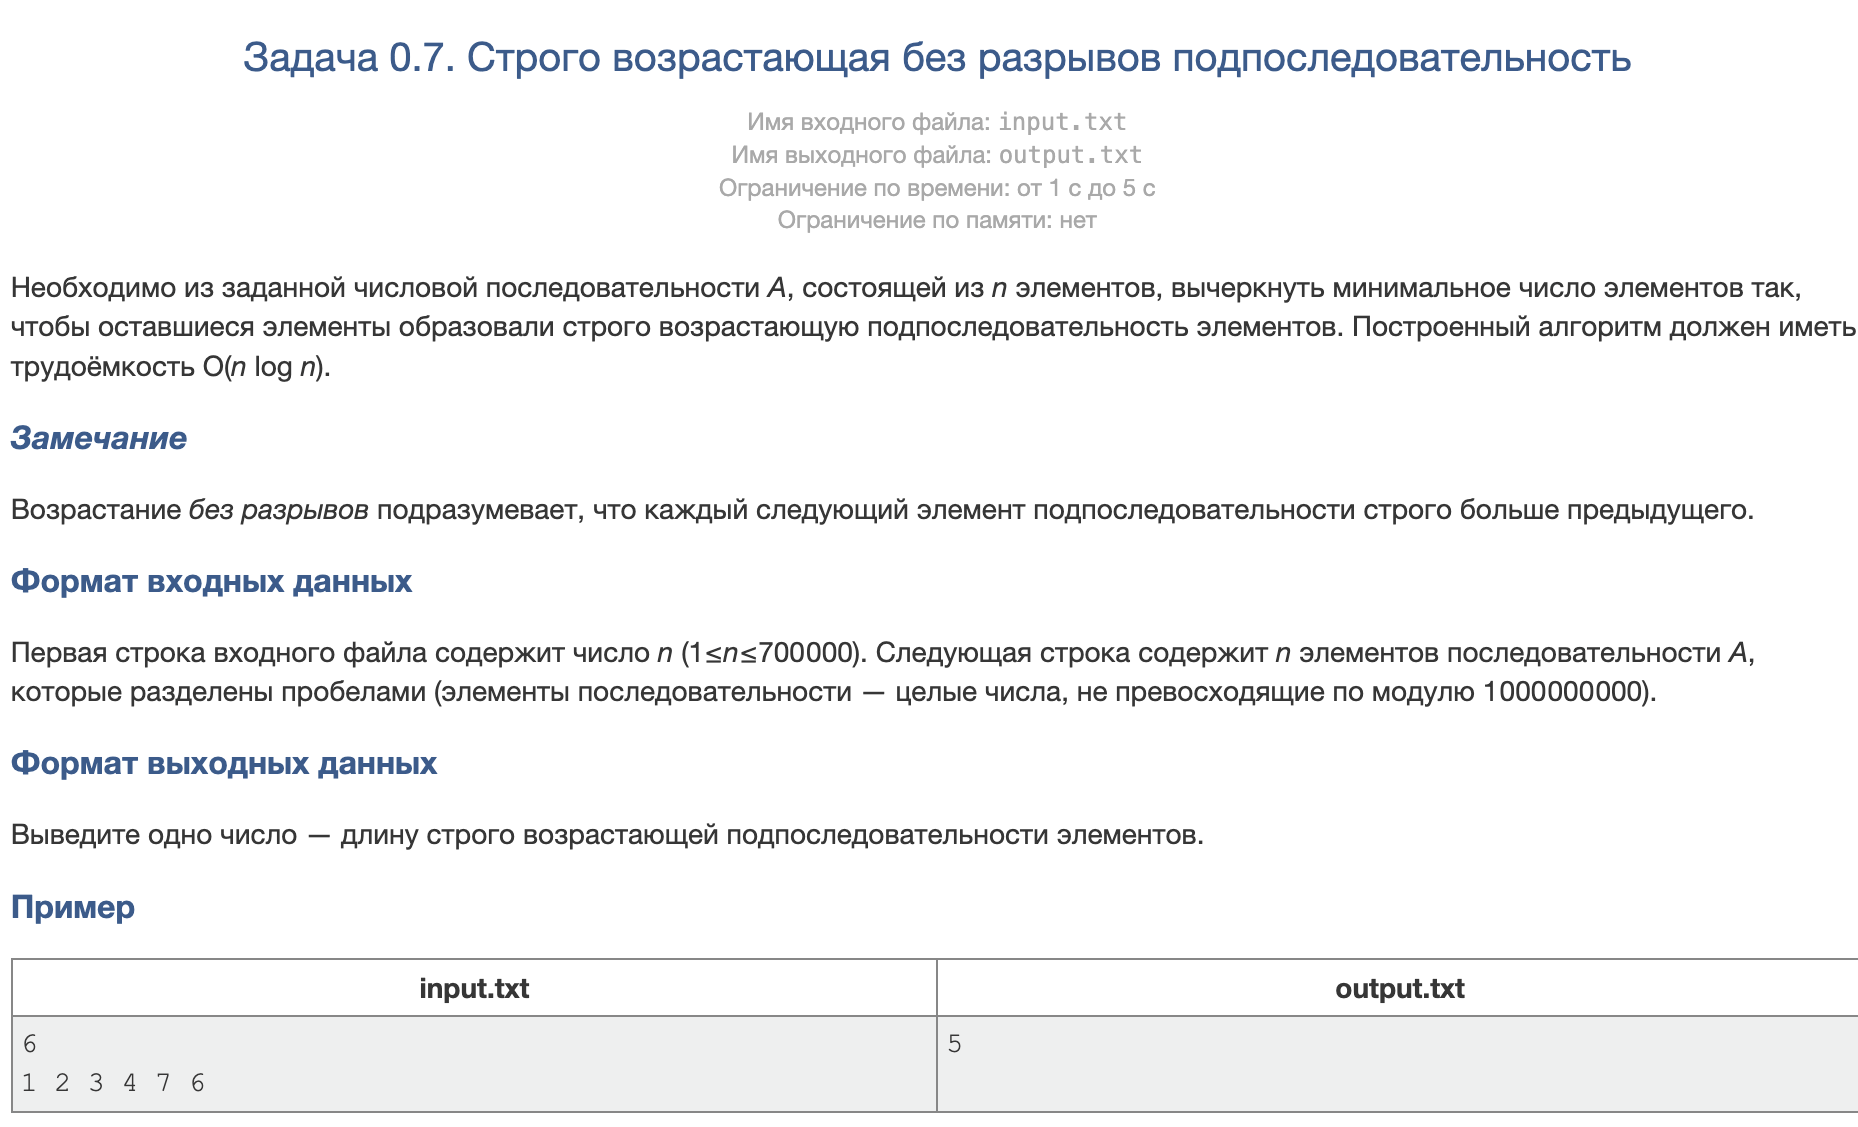 Задача 0.7. Строго возрастающая без разрывов подпоследовательность
Имя входного файла: input.txt
Имя выходного файла: output.txt
Ограничение по времени: от 1 с до 5 с
Ограничение по памяти: нет
Необходимо из заданной числовой последовательности A, состоящей из n элементов, вычеркнуть минимальное число элементов так,
чтобы оставшиеся элементы образовали строго возрастающую подпоследовательность элементов. Построенный алгоритм должен иметь
трудоёмкость O(n log n).
Замечание
Возрастание без разрывов подразумевает, что каждый следующий элемент подпоследовательности строго больше предыдущего.
Формат входных данных
Первая строка входного файла содержит число n (1≤n≤700000). Следующая строка содержит n элементов последовательности A,
которые разделены пробелами (элементы последовательности — целые числа, не превосходящие по модулю 1000000000).
Формат выходных данных
Выведите одно число — длину строго возрастающей подпоследовательности элементов.
Пример
input.txt output.txt
6 5
1 2 3 4 7 6